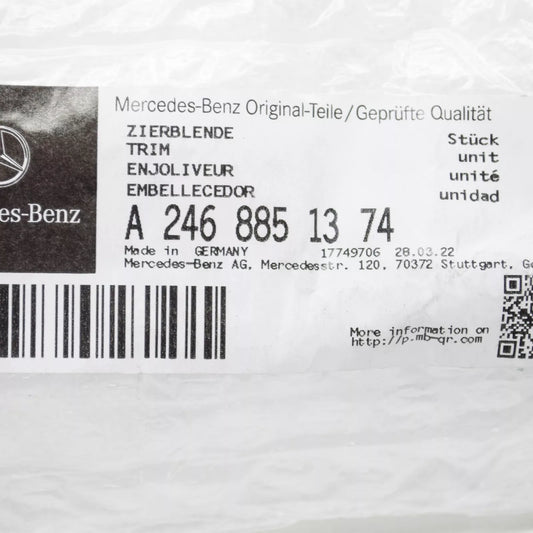 Mercedes-Benz Original-Teile/Geprüfte Qualität
ZIERBLENDE Stück
TRIM unit
ENJOLIVEUR unité
EMBELLECEDOR unidad
des-Benz
A 246 885 13 74
Made in GERMANY 17749706 28.03.22
Mercedes-Benz AG, Mercedesstr. 120, 70372 Stuttgart, Ge
More information on
http://p.mb-qr.com